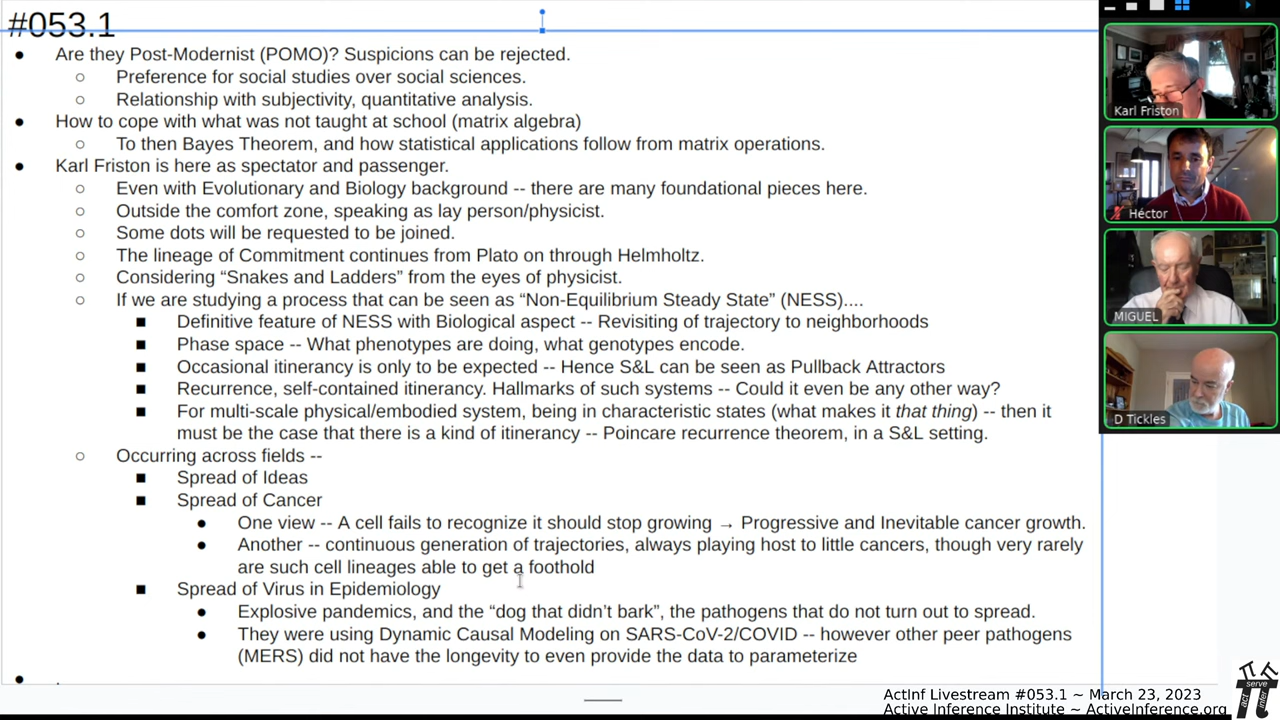 #053.1
● Are they Post-Modernist (POMO)? Suspicions can be rejected.
○ Preference for social studies over social sciences.
○ Relationship with subjectivity, quantitative analysis.
● How to cope with what was not taught at school (matrix algebra)
○ To then Bayes Theorem, and how statistical applications follow from matrix operations.
● Karl Friston is here as spectator and passenger.
○ Even with Evolutionary and Biology background -- there are many foundational pieces here.
○ Outside the comfort zone, speaking as lay person/physicist.
○ Some dots will be requested to be joined.
○ The lineage of Commitment continues from Plato on through Helmholtz.
○ Considering “Snakes and Ladders” from the eyes of physicist.
○ If we are studying a process that can be seen as “Non-Equilibrium Steady State” (NESS)....
■ Definitive feature of NESS with Biological aspect -- Revisiting of trajectory to neighborhoods
■ Phase space -- What phenotypes are doing, what genotypes encode.
■ Occasional itinerancy is only to be expected -- Hence S&L can be seen as Pullback Attractors
■ Recurrence, self-contained itinerancy. Hallmarks of such systems -- Could it even be any other way?
■ For multi-scale physical/embodied system, being in characteristic states (what makes it that thing) -- then it
must be the case that there is a kind of itinerancy -- Poincare recurrence theorem, in a S&L setting.
○ Occurring across fields --
■ Spread of Ideas
■ Spread of Cancer
● One view -- A cell fails to recognize it should stop growing → Progressive and Inevitable cancer growth.
● Another -- continuous generation of trajectories, always playing host to little cancers, though very rarely
are such cell lineages able to get a foothold
■ Spread of Virus in Epidemiology
● Explosive pandemics, and the “dog that didn’t bark”, the pathogens that do not turn out to spread.
● They were using Dynamic Causal Modeling on SARS-CoV-2/COVID -- however other peer pathogens
(MERS) did not have the longevity to even provide the data to parameterize
● .
Karl Friston
Héctor
MIGUEL
D Tickles
ActInf Livestream #053.1 ~ March 23, 2023
Active Inference Institute ~ ActiveInference.org
act
serve
infer